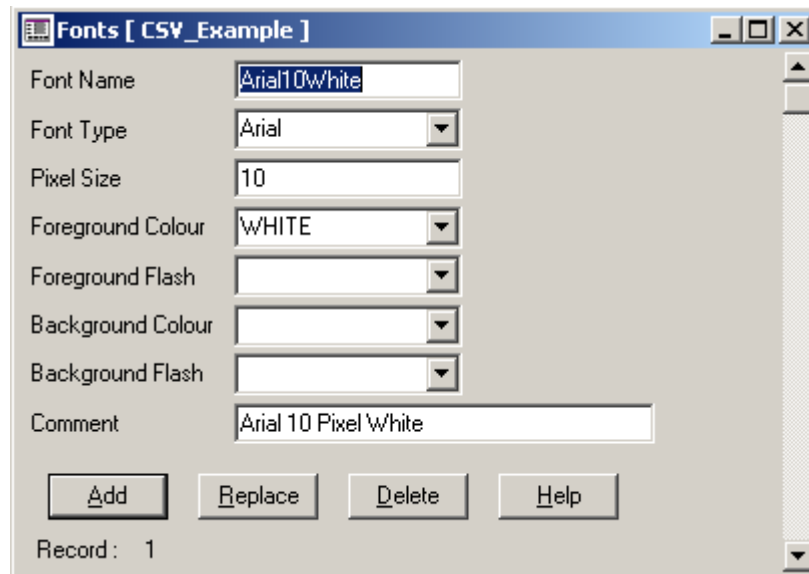 Fonts [ CSV_Example ]
Font Name Arial10White
Font Type Arial
Pixel Size 10
Foreground Colour WHITE
Foreground Flash
Background Colour
Background Flash
Comment Arial 10 Pixel White
Add Replace Delete Help
Record : 1